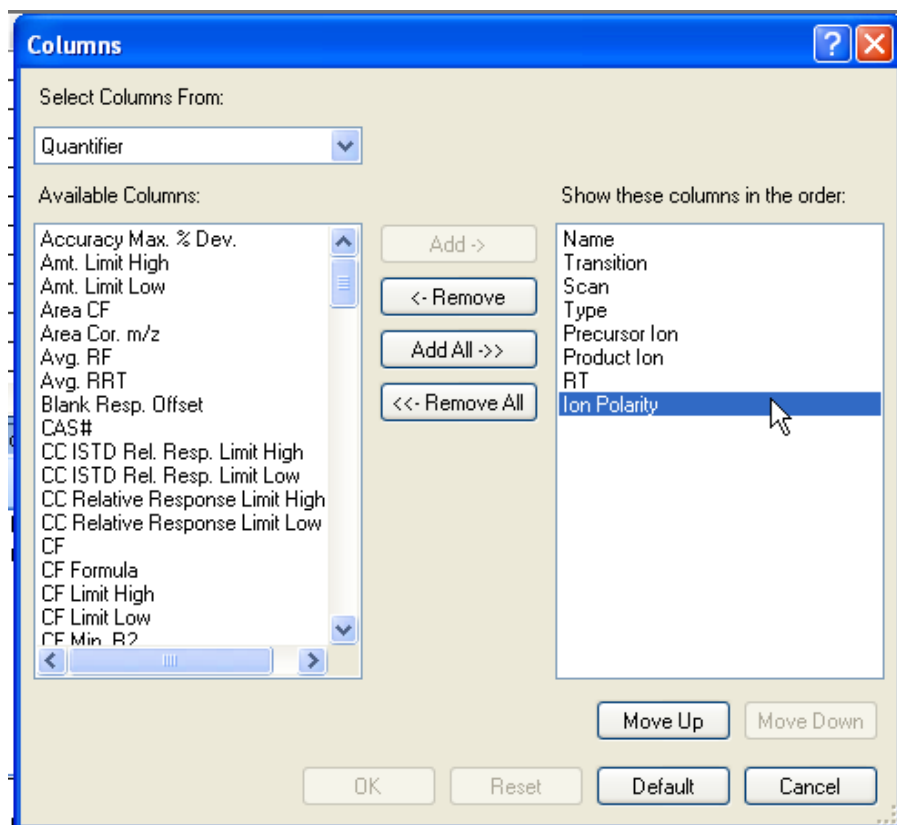 Columns
Select Columns From:
Quantifier
Available Columns:
Accuracy Max. % Dev.
Amt. Limit High
Amt. Limit Low
Area CF
Area Cor. m/z
Avg. RF
Avg. RRT
Blank Resp. Offset
CAS#
CC ISTD Rel. Resp. Limit High
CC ISTD Rel. Resp. Limit Low
CC Relative Response Limit High
CC Relative Response Limit Low
CF
CF Formula
CF Limit High
CF Limit Low
CF Min. R2
Add ->
<- Remove
Add All ->>
<<- Remove All
Show these columns in the order:
Name
Transition
Scan
Type
Precursor Ion
Product Ion
RT
Ion Polarity
Move Up
Move Down
OK
Reset
Default
Cancel